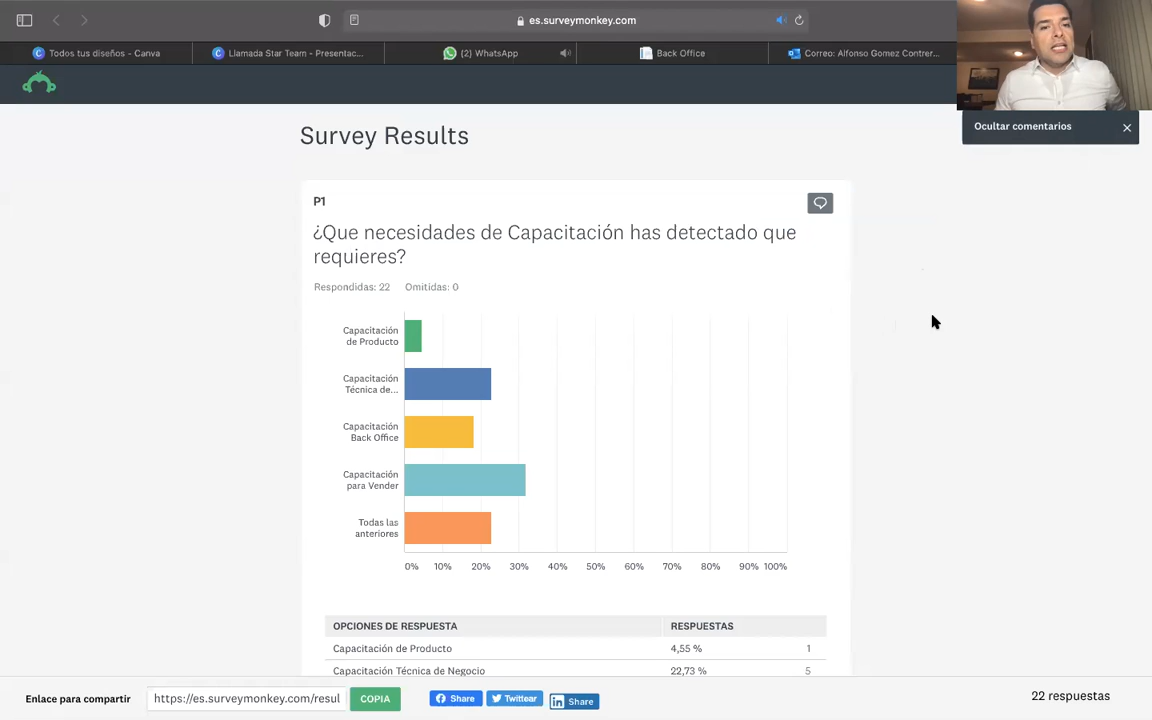 es.surveymonkey.com
Todos tus diseños - Canva
Llamada Star Team - Presentac...
(2) WhatsApp
Back Office
Correo: Alfonso Gomez Contrer...
Ocultar comentarios
Survey Results
P1
¿Que necesidades de Capacitación has detectado que
requieres?
Respondidas: 22 Omitidas: 0
Capacitación
de Producto
Capacitación
Técnica de...
Capacitación
Back Office
Capacitación
para Vender
Todas las
anteriores
0% 10% 20% 30% 40% 50% 60% 70% 80% 90% 100%
OPCIONES DE RESPUESTA RESPUESTAS
Capacitación de Producto 4,55 % 1
Capacitación Técnica de Negocio 22,73 % 5
Enlace para compartir https://es.surveymonkey.com/resul COPIA Share Twittear Share 22 respuestas